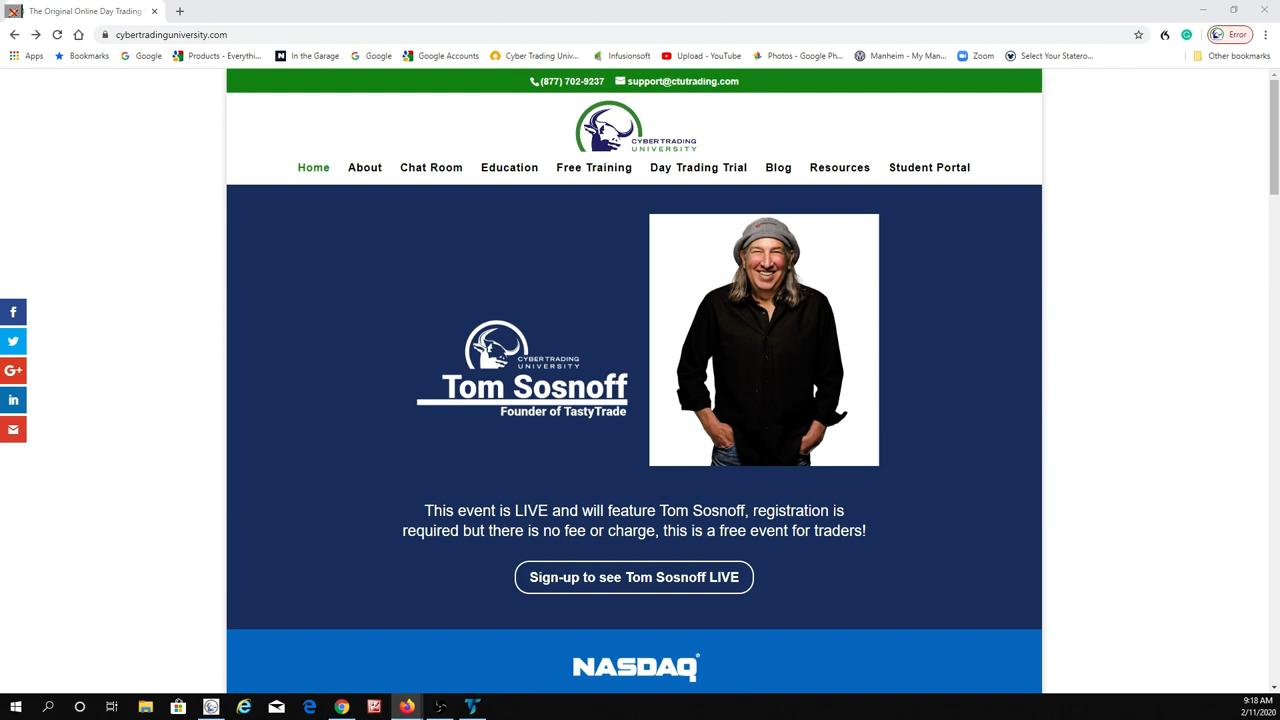 The Original Online Day Trading
cybertradinguniversity.com
Error
Apps
Bookmarks
Google
Products - Everythi...
In the Garage
Google
Google Accounts
Cyber Trading Univ...
Infusionsoft
Upload - YouTube
Photos - Google Ph...
Manheim - My Man...
Zoom
Select Your Statero...
Other bookmarks
(877) 702-9237 support@ctutrading.com
CYBERTRADING
UNIVERSITY
Home About Chat Room Education Free Training Day Trading Trial Blog Resources Student Portal
CYBERTRADING
UNIVERSITY
Tom Sosnoff
Founder of TastyTrade
This event is LIVE and will feature Tom Sosnoff, registration is
required but there is no fee or charge, this is a free event for traders!
Sign-up to see Tom Sosnoff LIVE
NASDAQ
9:18 AM
2/11/2020